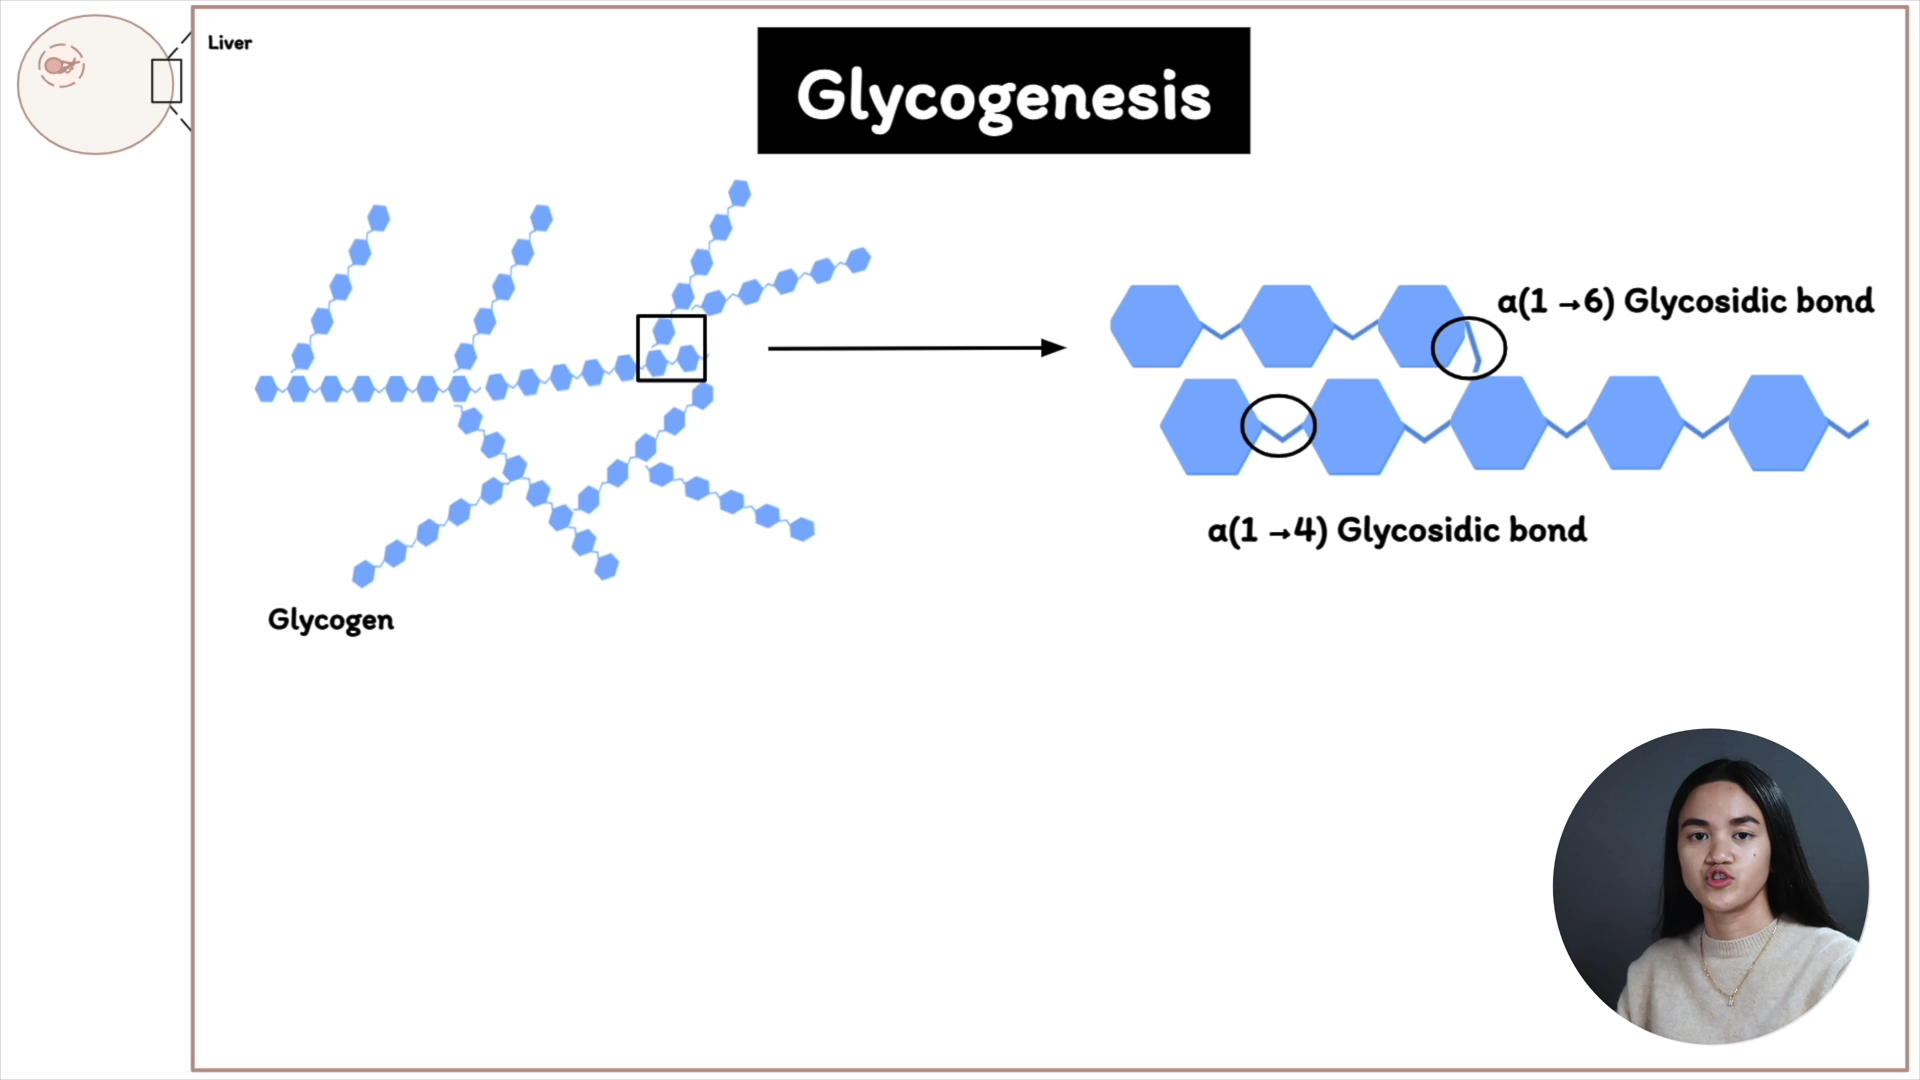 Liver
Glycogenesis
α(1 →6) Glycosidic bond
α(1 →4) Glycosidic bond
Glycogen